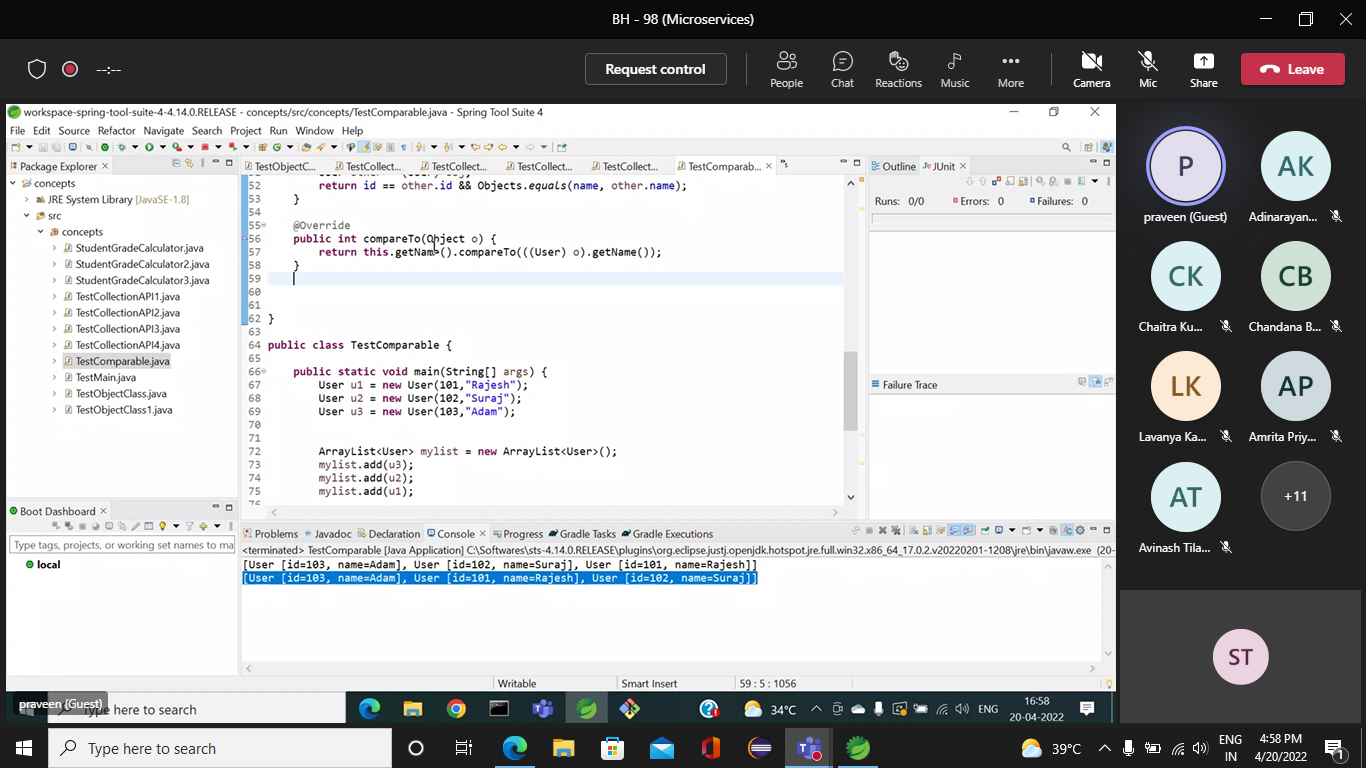 BH - 98 (Microservices)
--:--
Request control
People
Chat
Reactions
Music
More
Camera
Mic
Share
Leave
workspace-spring-tool-suite-4-4.14.0.RELEASE - concepts/src/concepts/TestComparable.java - Spring Tool Suite 4
File Edit Source Refactor Navigate Search Project Run Window Help
Package Explorer
concepts
JRE System Library [JavaSE-1.8]
src
concepts
StudentGradeCalculator.java
StudentGradeCalculator2.java
StudentGradeCalculator3.java
TestCollectionAPI1.java
TestCollectionAPI2.java
TestCollectionAPI3.java
TestCollectionAPI4.java
TestComparable.java
TestMain.java
TestObjectClass.java
TestObjectClass1.java
Boot Dashboard
Type tags, projects, or working set names to ma
local
TestObjectC... TestCollect... TestCollect... TestCollect... TestCollect... TestComparab...
52 return id == other.id && Objects.equals(name, other.name);
53 }
54
55 @Override
56 public int compareTo(Object o) {
57 return this.getName().compareTo(((User) o).getName());
58 }
59
60
61
62 }
63
64 public class TestComparable {
65
66 public static void main(String[] args) {
67 User u1 = new User(101,"Rajesh");
68 User u2 = new User(102,"Suraj");
69 User u3 = new User(103,"Adam");
70
71
72 ArrayList<User> mylist = new ArrayList<User>();
73 mylist.add(u3);
74 mylist.add(u2);
75 mylist.add(u1);
Outline JUnit
Runs: 0/0 Errors: 0 Failures: 0
Failure Trace
Problems Javadoc Declaration Console Progress Gradle Tasks Gradle Executions
<terminated> TestComparable [Java Application] C:\Softwares\sts-4.14.0.RELEASE\plugins\org.eclipse.justj.openjdk.hotspot.jre.full.win32.x86_64_17.0.2.v20220201-1208\jre\bin\javaw.exe (20-
[User [id=103, name=Adam], User [id=102, name=Suraj], User [id=101, name=Rajesh]]
[User [id=103, name=Adam], User [id=101, name=Rajesh], User [id=102, name=Suraj]]
Writable Smart Insert 59 : 5 : 1056
praveen (Guest)
Type here to search
34°C
ENG
16:58
20-04-2022
P
praveen (Guest)
AK
Adinarayan...
CK
Chaitra Ku...
CB
Chandana B...
LK
Lavanya Ka...
AP
Amrita Priy...
AT
Avinash Tila...
+11
ST
Type here to search
39°C
ENG
IN
4:58 PM
4/20/2022
1